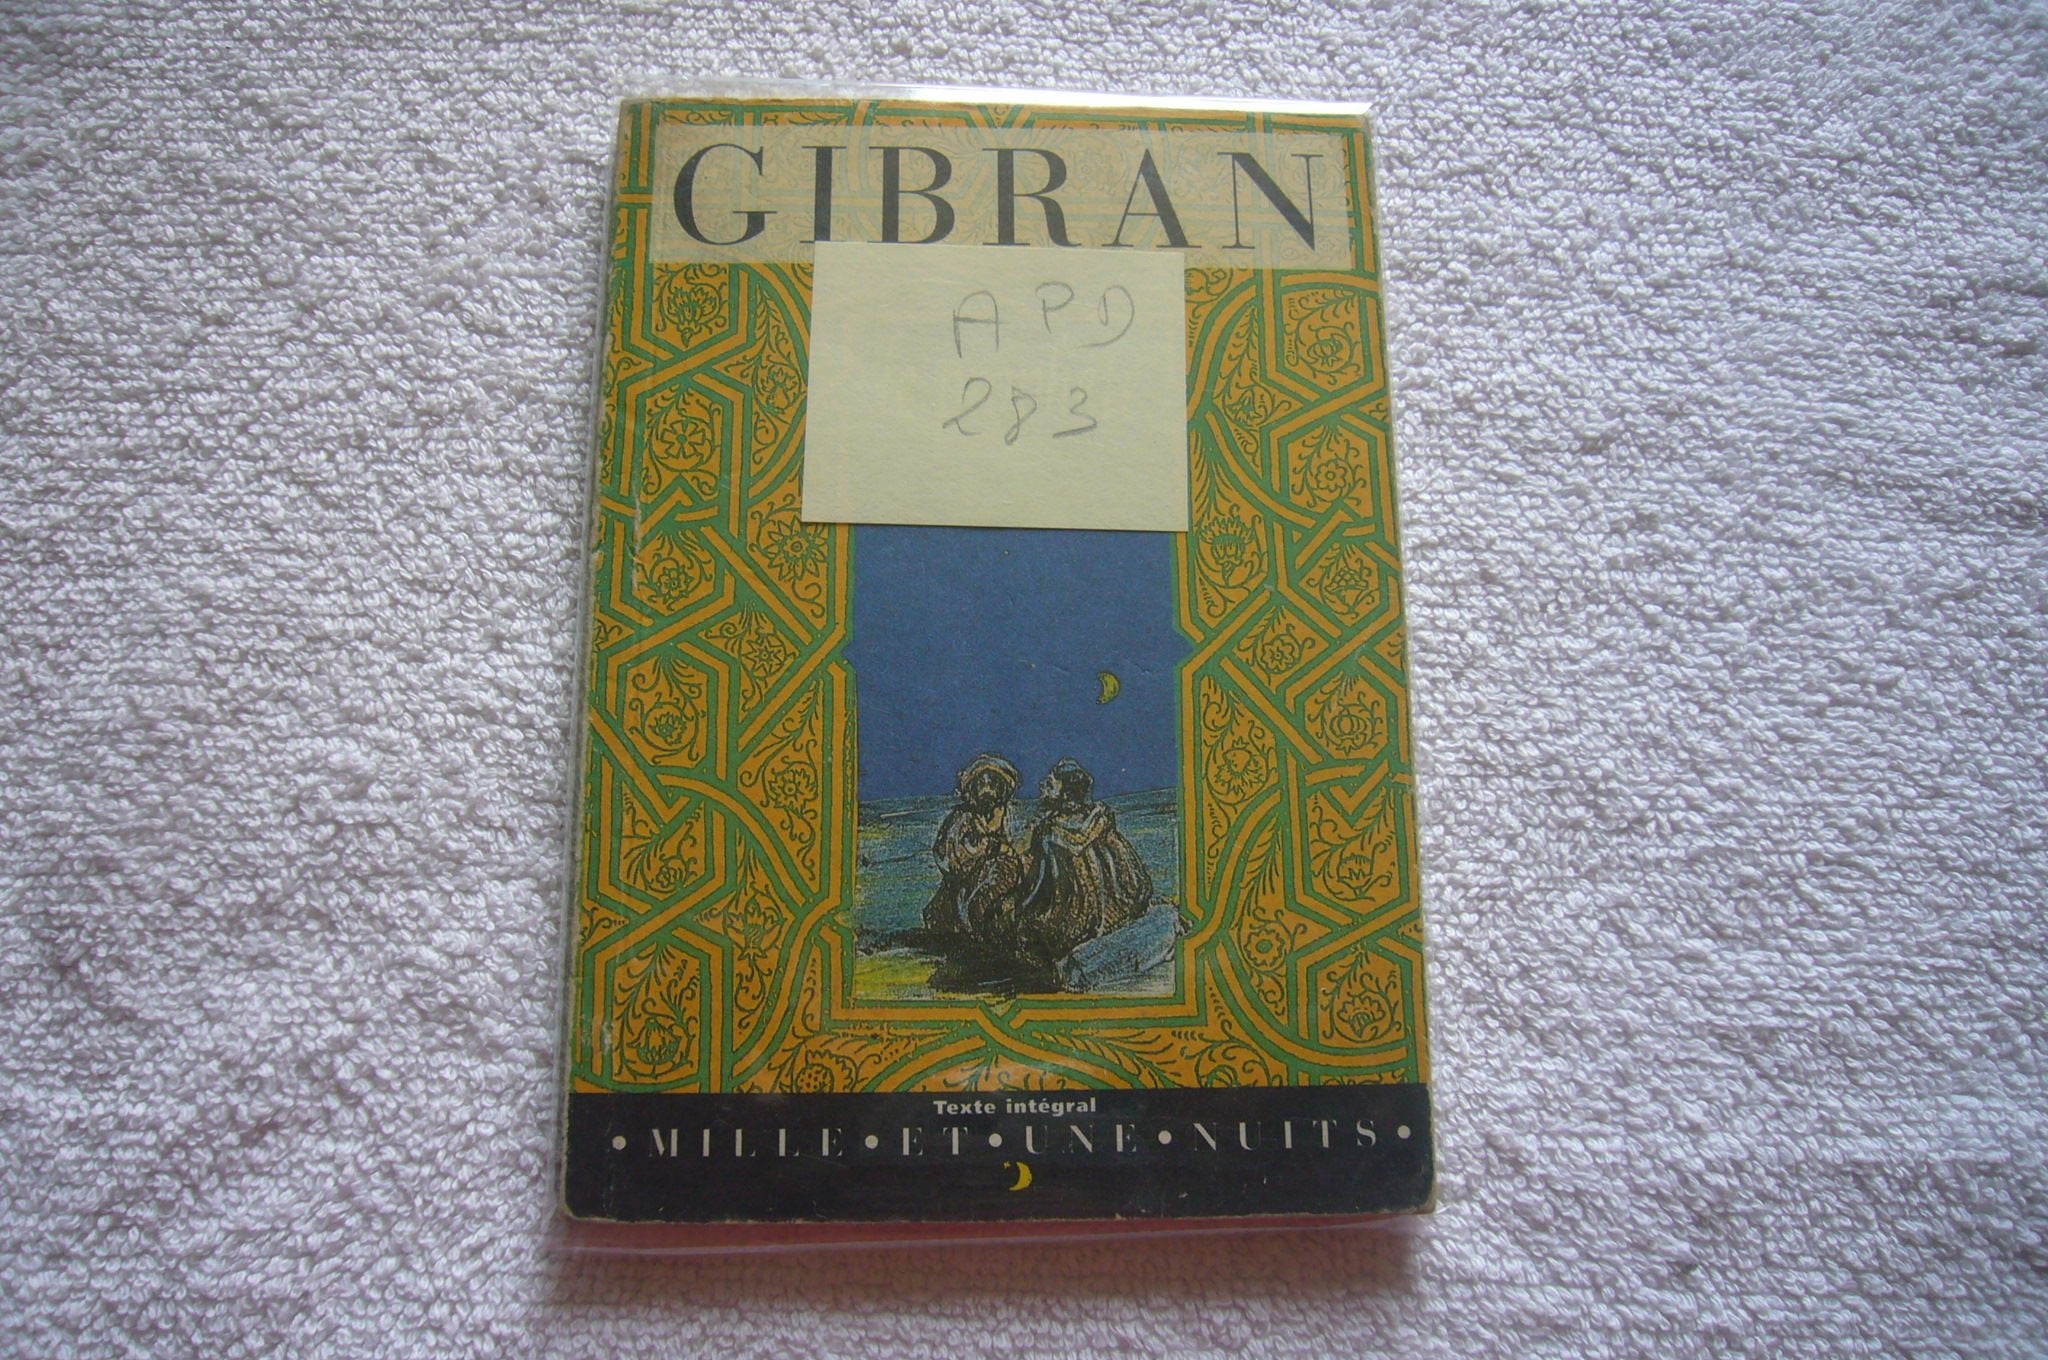 GIBRAN
APD
283
Texte intégral
• MILLE • ET • UNE • NUITS •